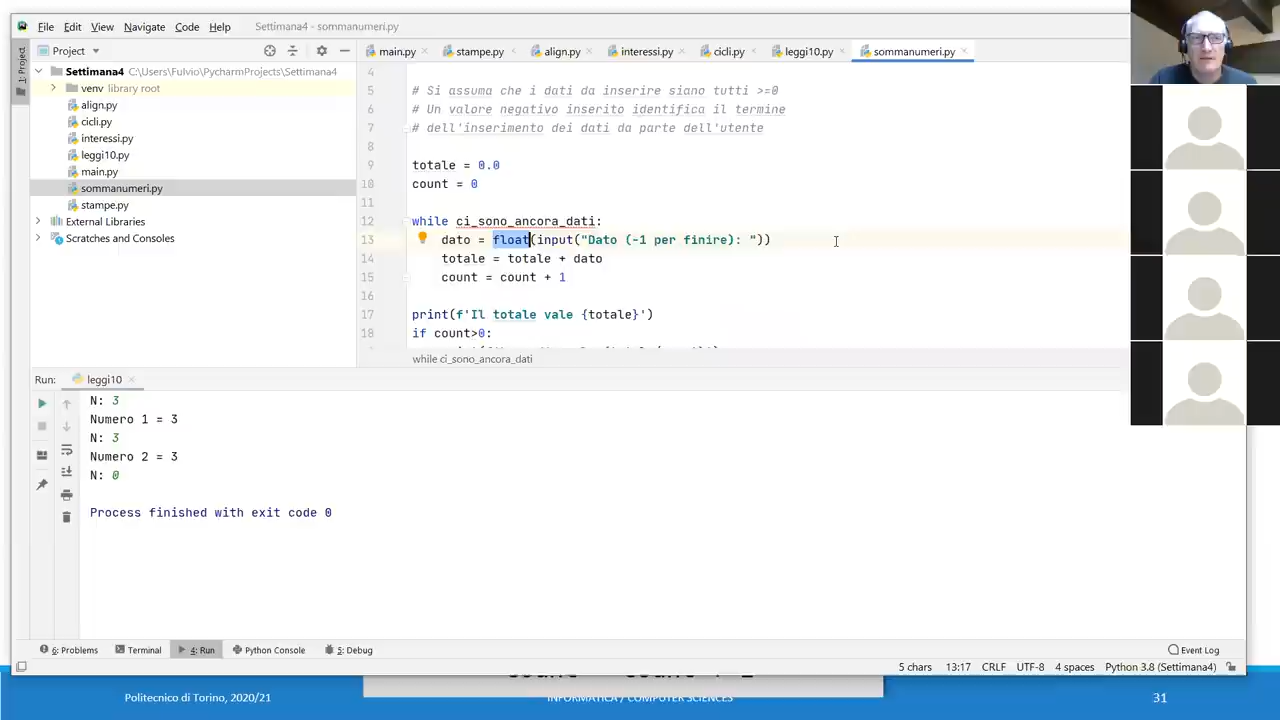 File Edit View Navigate Code Help Settimana4 - sommanumeri.py
Project main.py stampe.py align.py interessi.py cicli.py leggi10.py sommanumeri.py
1: Project
Settimana4 C:\Users\Fulvio\PycharmProjects\Settimana4
venv library root
align.py
cicli.py
interessi.py
leggi10.py
main.py
sommanumeri.py
stampe.py
External Libraries
Scratches and Consoles
4
5 # Si assuma che i dati da inserire siano tutti >=0
6 # Un valore negativo inserito identifica il termine
7 # dell'inserimento dei dati da parte dell'utente
8
9 totale = 0.0
10 count = 0
11
12 while ci_sono_ancora_dati:
13 dato = float(input("Dato (-1 per finire): "))
14 totale = totale + dato
15 count = count + 1
16
17 print(f'Il totale vale {totale}')
18 if count>0:
while ci_sono_ancora_dati
Run: leggi10
N: 3
Numero 1 = 3
N: 3
Numero 2 = 3
N: 0
Process finished with exit code 0
6: Problems Terminal 4: Run Python Console 5: Debug Event Log
5 chars 13:17 CRLF UTF-8 4 spaces Python 3.8 (Settimana4)
Politecnico di Torino, 2020/21 INFORMATICA / COMPUTER SCIENCES 31